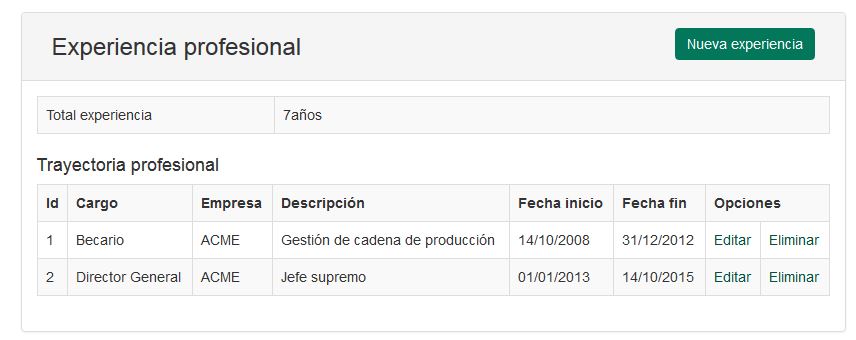 Experiencia profesional Nueva experiencia
Total experiencia 7años
Trayectoria profesional
Id Cargo Empresa Descripción Fecha inicio Fecha fin Opciones
1 Becario ACME Gestión de cadena de producción 14/10/2008 31/12/2012 Editar Eliminar
2 Director General ACME Jefe supremo 01/01/2013 14/10/2015 Editar Eliminar